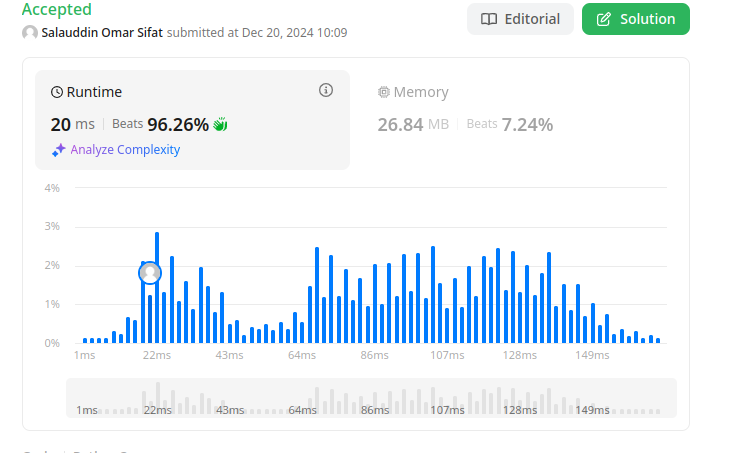 Accepted
Editorial
Solution
Salauddin Omar Sifat submitted at Dec 20, 2024 10:09
Runtime
Memory
20 ms Beats 96.26%
26.84 MB Beats 7.24%
Analyze Complexity
4%
3%
2%
1%
0%
1ms 22ms 43ms 64ms 86ms 107ms 128ms 149ms
1ms 22ms 43ms 64ms 86ms 107ms 128ms 149ms